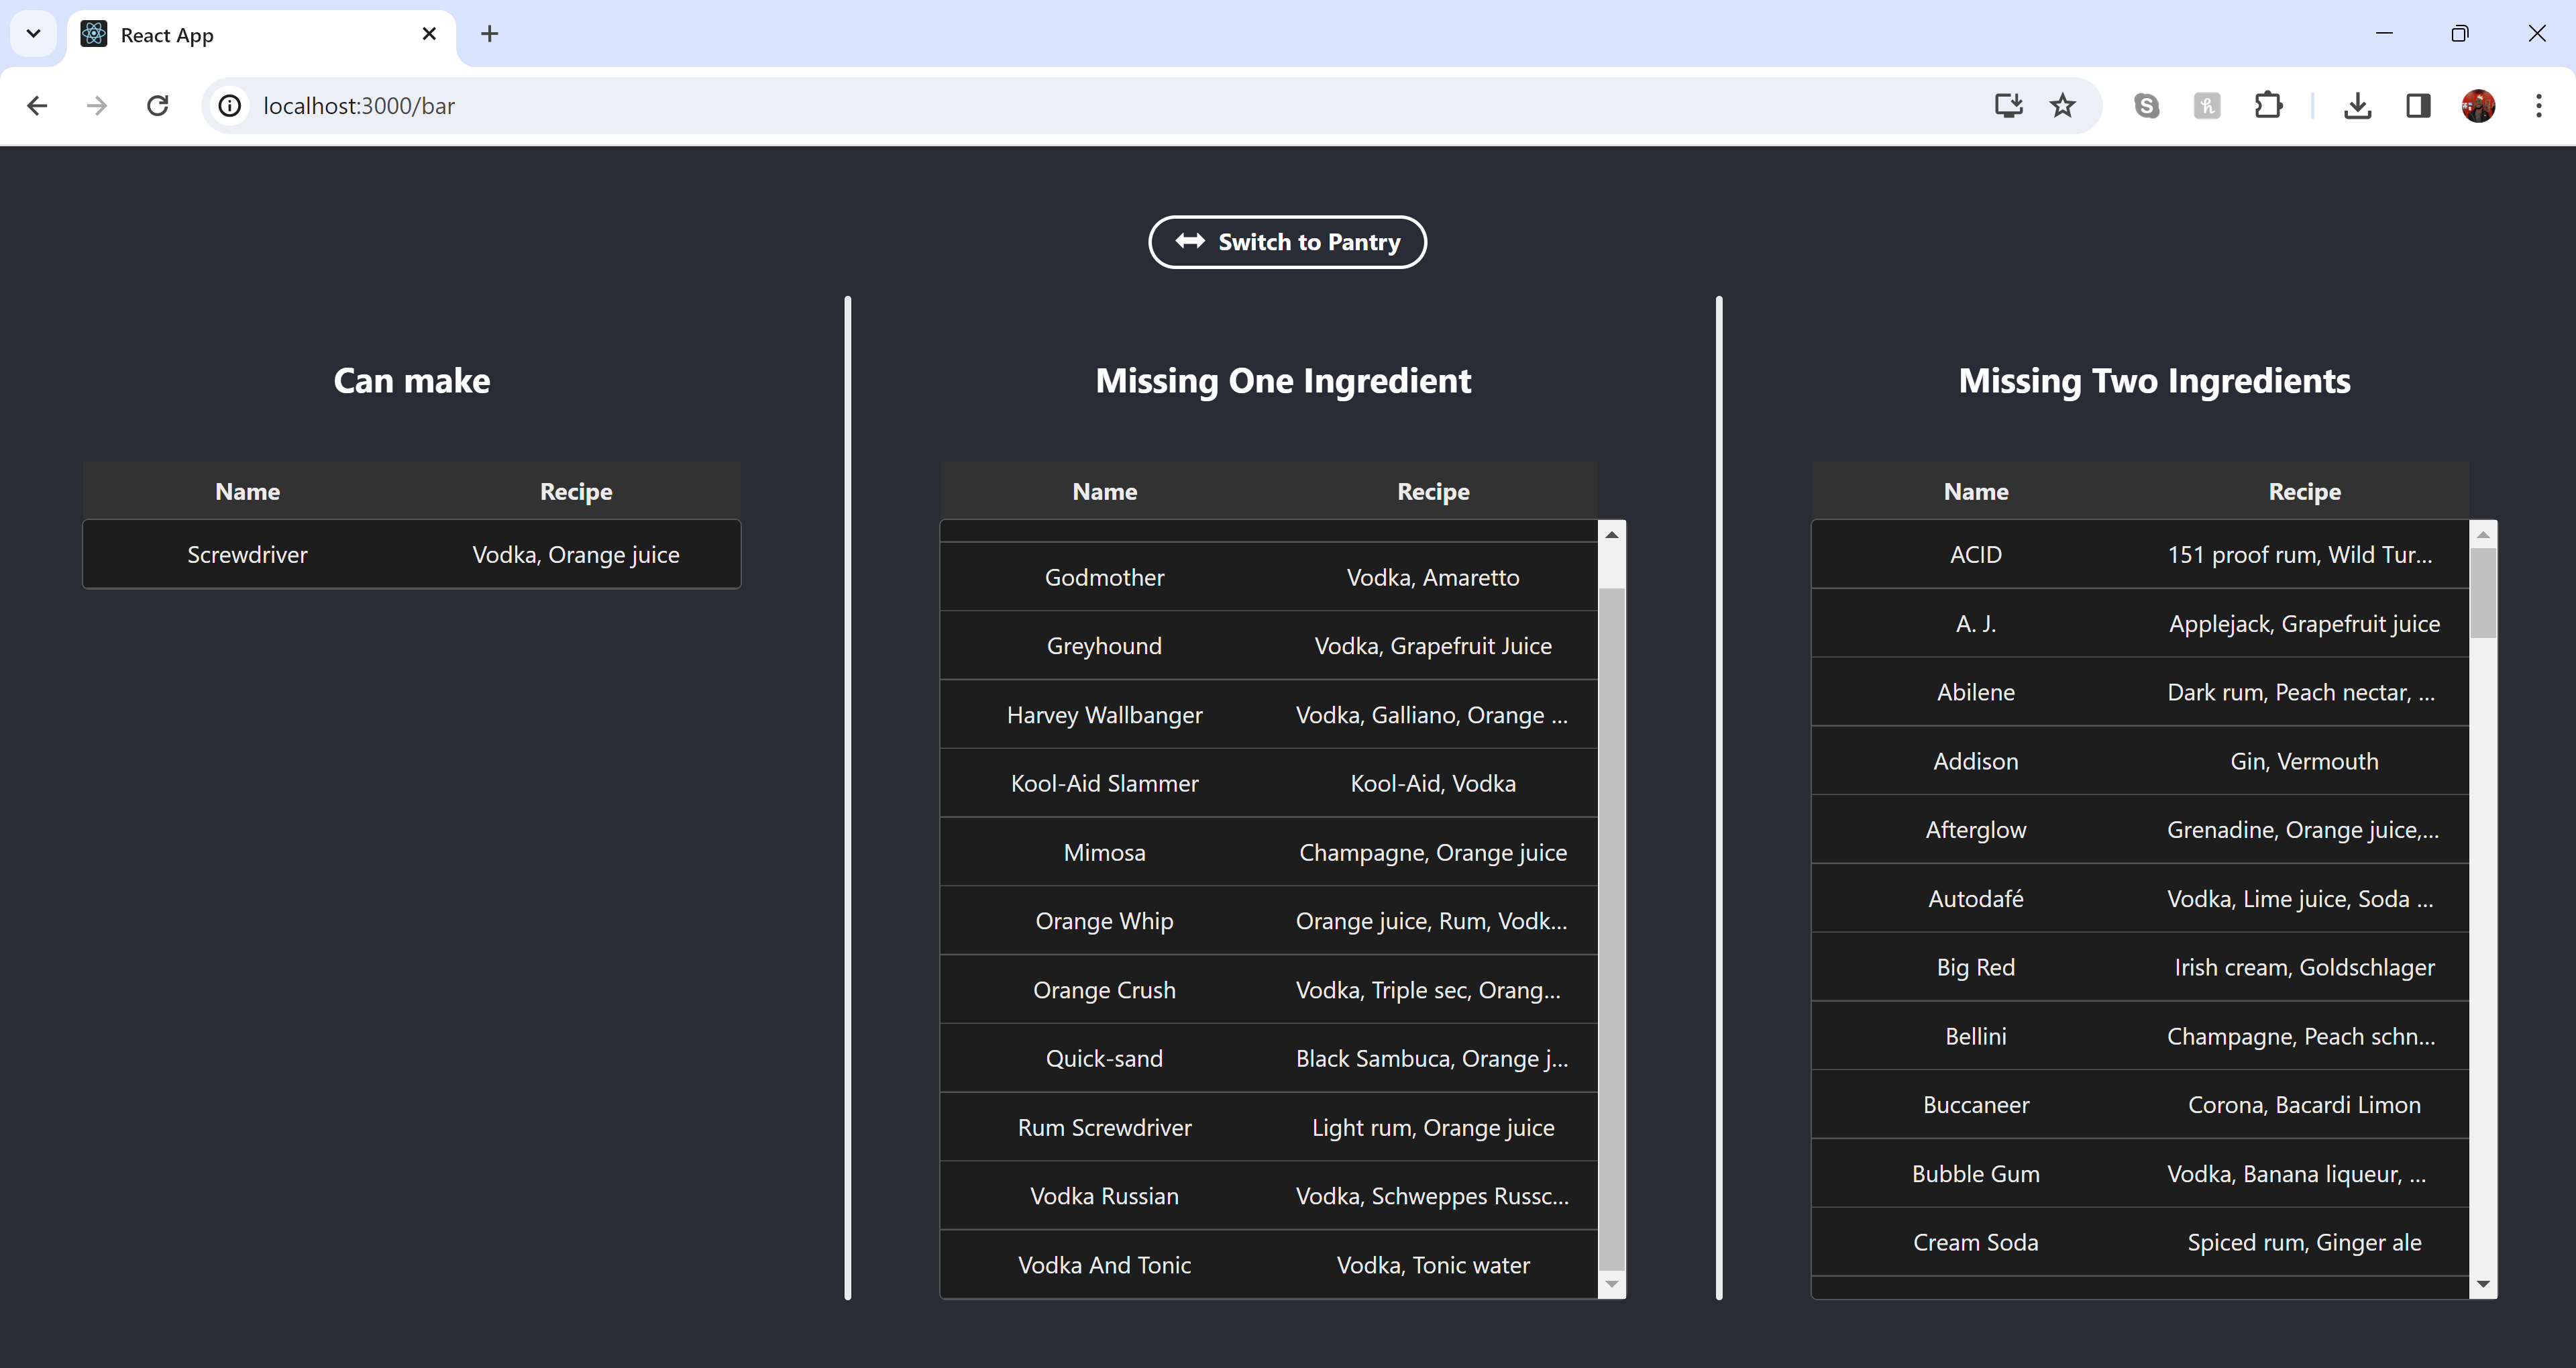 React App
localhost:3000/bar
Switch to Pantry
Can make
Name Recipe
Screwdriver Vodka, Orange juice
Missing One Ingredient
Name Recipe
Godmother Vodka, Amaretto
Greyhound Vodka, Grapefruit Juice
Harvey Wallbanger Vodka, Galliano, Orange ...
Kool-Aid Slammer Kool-Aid, Vodka
Mimosa Champagne, Orange juice
Orange Whip Orange juice, Rum, Vodk...
Orange Crush Vodka, Triple sec, Orang...
Quick-sand Black Sambuca, Orange j...
Rum Screwdriver Light rum, Orange juice
Vodka Russian Vodka, Schweppes Russc...
Vodka And Tonic Vodka, Tonic water
Missing Two Ingredients
Name Recipe
ACID 151 proof rum, Wild Tur...
A. J. Applejack, Grapefruit juice
Abilene Dark rum, Peach nectar, ...
Addison Gin, Vermouth
Afterglow Grenadine, Orange juice,...
Autodafé Vodka, Lime juice, Soda ...
Big Red Irish cream, Goldschlager
Bellini Champagne, Peach schn...
Buccaneer Corona, Bacardi Limon
Bubble Gum Vodka, Banana liqueur, ...
Cream Soda Spiced rum, Ginger ale